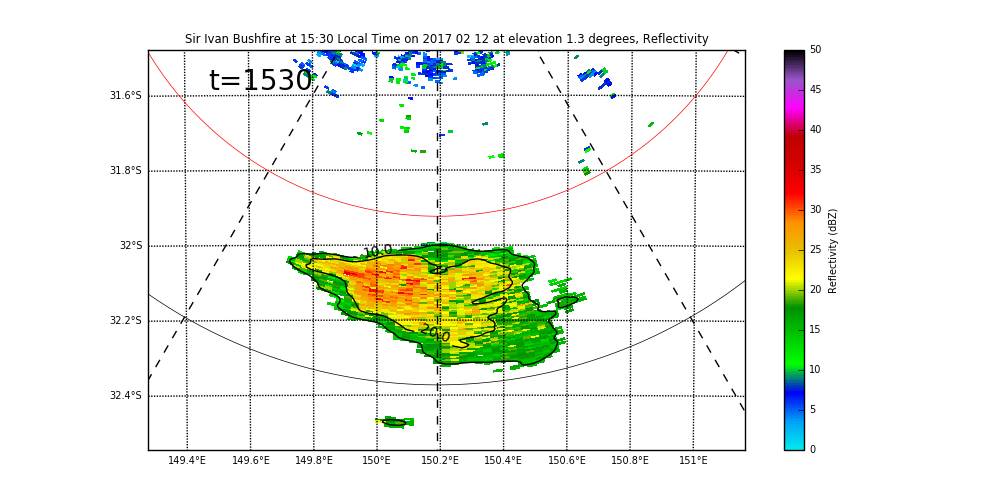 Sir Ivan Bushfire at 15:30 Local Time on 2017 02 12 at elevation 1.3 degrees, Reflectivity
t=1530
31.6°S
31.8°S
32°S
32.2°S
32.4°S
10.0
20.0
149.4°E 149.6°E 149.8°E 150°E 150.2°E 150.4°E 150.6°E 150.8°E 151°E
50
45
40
35
30
25
20
15
10
5
0
Reflectivity (dBZ)